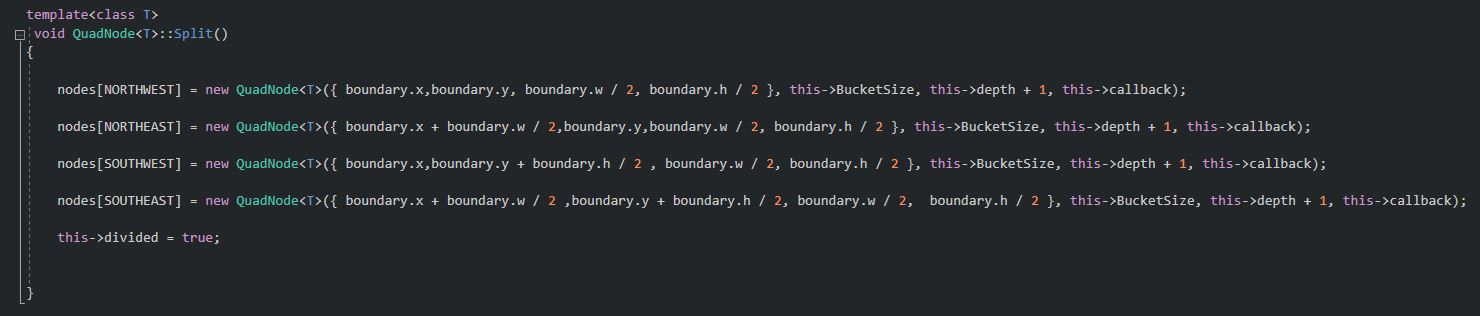 template<class T>
void QuadNode<T>::Split()
{
nodes[NORTHWEST] = new QuadNode<T>({ boundary.x,boundary.y, boundary.w / 2, boundary.h / 2 }, this->BucketSize, this->depth + 1, this->callback);
nodes[NORTHEAST] = new QuadNode<T>({ boundary.x + boundary.w / 2,boundary.y,boundary.w / 2, boundary.h / 2 }, this->BucketSize, this->depth + 1, this->callback);
nodes[SOUTHWEST] = new QuadNode<T>({ boundary.x,boundary.y + boundary.h / 2 , boundary.w / 2, boundary.h / 2 }, this->BucketSize, this->depth + 1, this->callback);
nodes[SOUTHEAST] = new QuadNode<T>({ boundary.x + boundary.w / 2 ,boundary.y + boundary.h / 2, boundary.w / 2,  boundary.h / 2 }, this->BucketSize, this->depth + 1, this->callback);
this->divided = true;
}